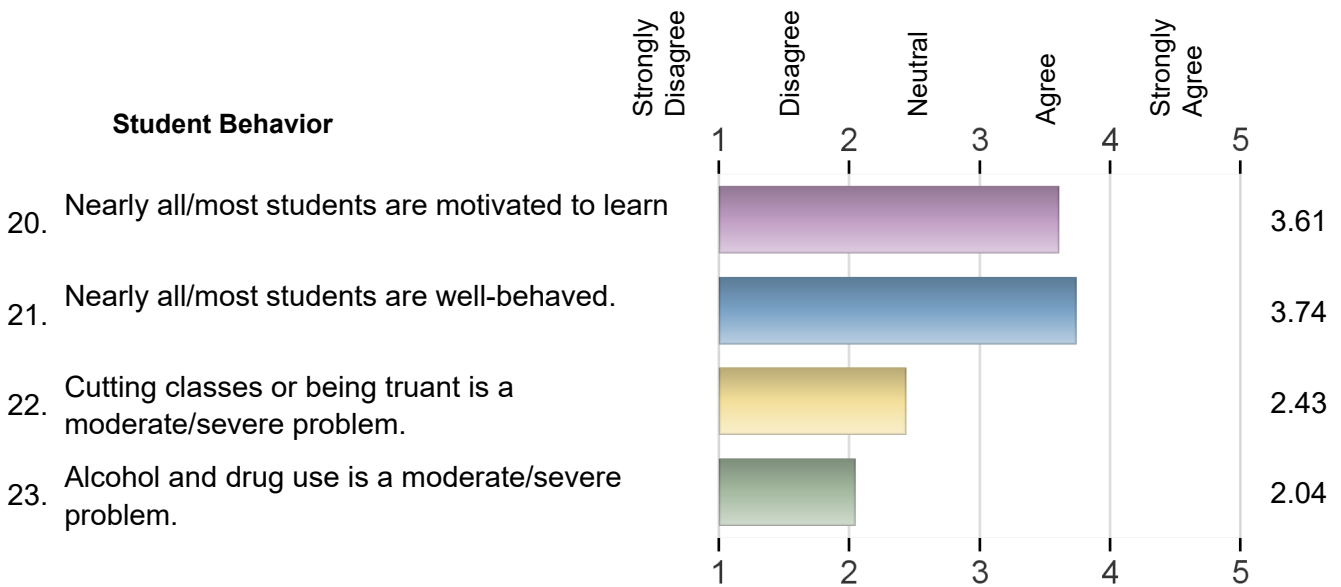 Strongly
Disagree
Disagree
Neutral
Agree
Strongly
Agree
Student Behavior
1 2 3 4 5
20. Nearly all/most students are motivated to learn 3.61
21. Nearly all/most students are well-behaved. 3.74
22. Cutting classes or being truant is a
moderate/severe problem. 2.43
23. Alcohol and drug use is a moderate/severe
problem. 2.04
1 2 3 4 5